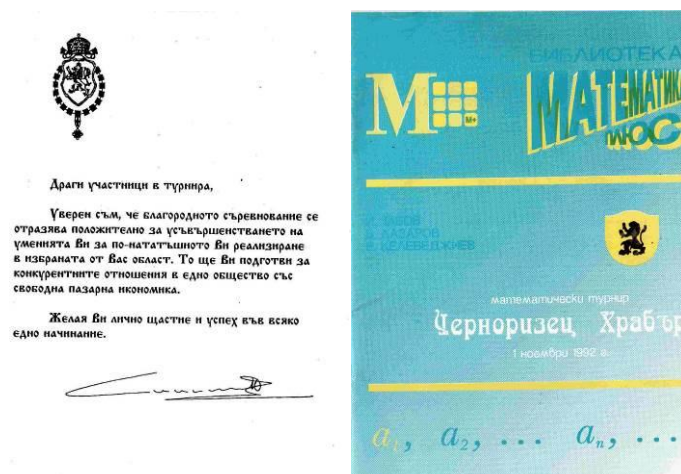 Драги участници в турнира,
Уверен съм, че благородното съревнование се
отразява положително за усъвършенстването на
уменията Ви за по-нататъшното Ви реализиране
в избраната от Вас област. То ще Ви подготви за
конкурентните отношения в едно общество със
свободна пазарна икономика.
Желая Ви лично щастие и успех във всяко
едно начинание.
БИБЛИОТЕКА
М
М+
МАТЕМАТИКА
ПЛЮС
ЛАЗАРОВ
КЕЛЕВЕДЖИЕВ
математически турнир
Черноризец Храбър
1 ноември 1992 г.
a₁, a₂, ... aₙ, ...